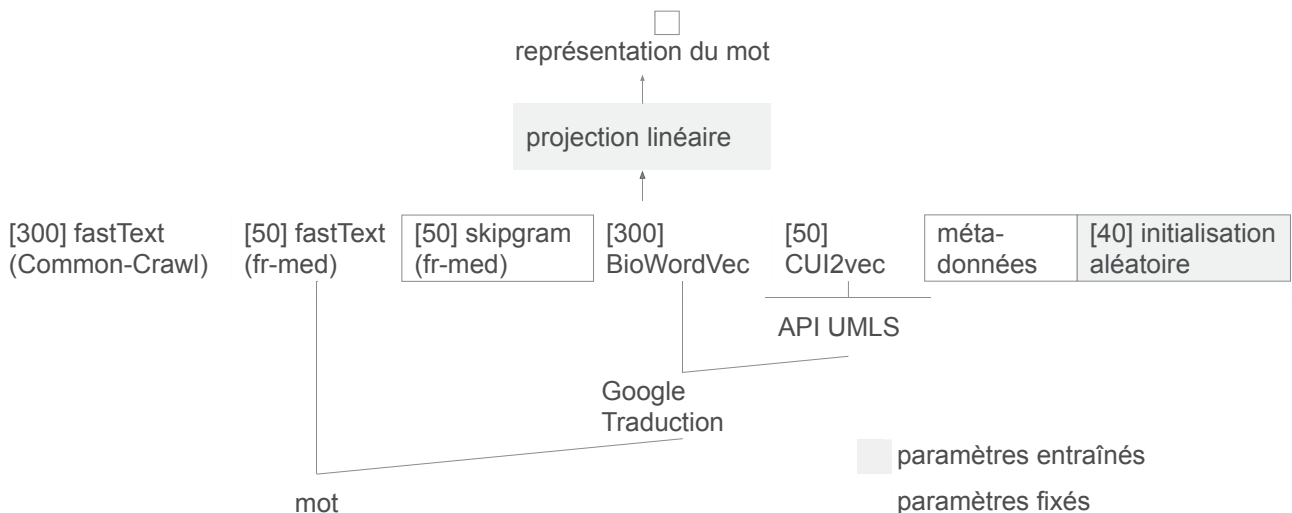 représentation du mot
projection linéaire
[300] fastText
(Common-Crawl)
[50] fastText
(fr-med)
[50] skipgram
(fr-med)
[300]
BioWordVec
[50]
CUI2vec
méta-
données
[40] initialisation
aléatoire
API UMLS
Google
Traduction
mot
paramètres entraînés
paramètres fixés